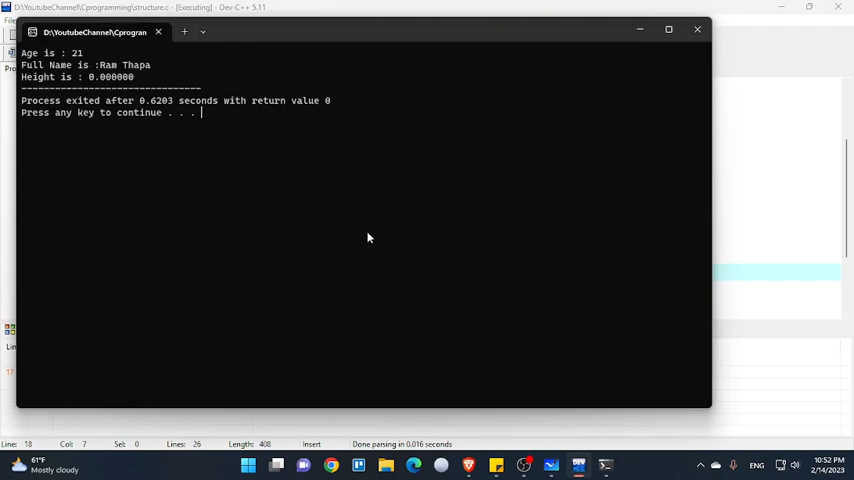 D:\YoutubeChannel\Cprogramming\structure.c - [Executing] - Dev-C++ 5.11
D:\YoutubeChannel\Cprogran
Age is : 21
Full Name is :Ram Thapa
Height is : 0.000000
--------------------------------
Process exited after 0.6203 seconds with return value 0
Press any key to continue . . .
17
Line: 18 Col: 7 Sel: 0 Lines: 26 Length: 408 Insert Done parsing in 0.016 seconds
61°F
Mostly cloudy
DEV
ENG
10:52 PM
2/14/2023